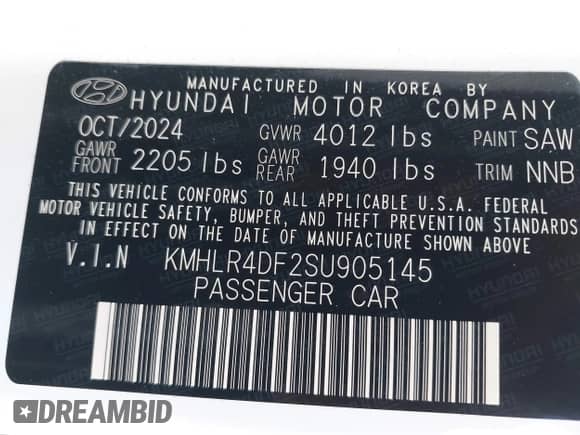 MANUFACTURED IN KOREA BY
HYUNDAI MOTOR COMPANY
OCT/2024 GVWR 4012 lbs PAINT SAW
GAWR FRONT 2205 lbs GAWR REAR 1940 lbs TRIM NNB
THIS VEHICLE CONFORMS TO ALL APPLICABLE U.S.A. FEDERAL
MOTOR VEHICLE SAFETY, BUMPER, AND THEFT PREVENTION STANDARDS
IN EFFECT ON THE DATE OF MANUFACTURE SHOWN ABOVE
V.I.N KMHLR4DF2SU905145
PASSENGER CAR
DREAMBID